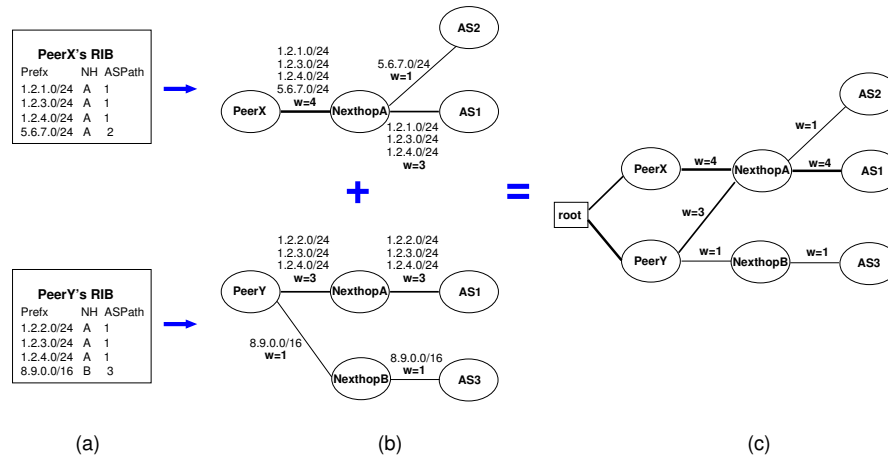 PeerX's RIB
Prefx NH ASPath
1.2.1.0/24 A 1
1.2.3.0/24 A 1
1.2.4.0/24 A 1
5.6.7.0/24 A 2
1.2.1.0/24
1.2.3.0/24
1.2.4.0/24
5.6.7.0/24
w=4
PeerX
NexthopA
5.6.7.0/24
w=1
AS2
AS1
1.2.1.0/24
1.2.3.0/24
1.2.4.0/24
w=3
+
=
PeerY's RIB
Prefx NH ASPath
1.2.2.0/24 A 1
1.2.3.0/24 A 1
1.2.4.0/24 A 1
8.9.0.0/16 B 3
1.2.2.0/24
1.2.3.0/24
1.2.4.0/24
w=3
PeerY
NexthopA
1.2.2.0/24
1.2.3.0/24
1.2.4.0/24
w=3
AS1
8.9.0.0/16
w=1
NexthopB
8.9.0.0/16
w=1
AS3
root
PeerX
w=4
NexthopA
w=1
AS2
w=4
AS1
w=3
PeerY
w=1
NexthopB
w=1
AS3
(a)
(b)
(c)